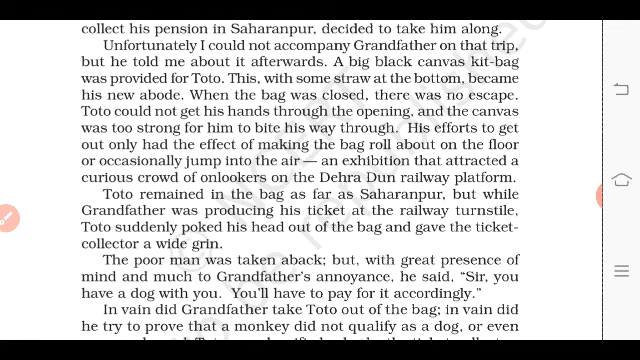 collect his pension in Saharanpur, decided to take him along.
Unfortunately I could not accompany Grandfather on that trip,
but he told me about it afterwards. A big black canvas kit-bag
was provided for Toto. This, with some straw at the bottom, became
his new abode. When the bag was closed, there was no escape.
Toto could not get his hands through the opening, and the canvas
was too strong for him to bite his way through. His efforts to get
out only had the effect of making the bag roll about on the floor
or occasionally jump into the air — an exhibition that attracted a
curious crowd of onlookers on the Dehra Dun railway platform.
Toto remained in the bag as far as Saharanpur, but while
Grandfather was producing his ticket at the railway turnstile,
Toto suddenly poked his head out of the bag and gave the ticket-
collector a wide grin.
The poor man was taken aback; but, with great presence of
mind and much to Grandfather's annoyance, he said, “Sir, you
have a dog with you. You'll have to pay for it accordingly.”
In vain did Grandfather take Toto out of the bag; in vain did
he try to prove that a monkey did not qualify as a dog, or even